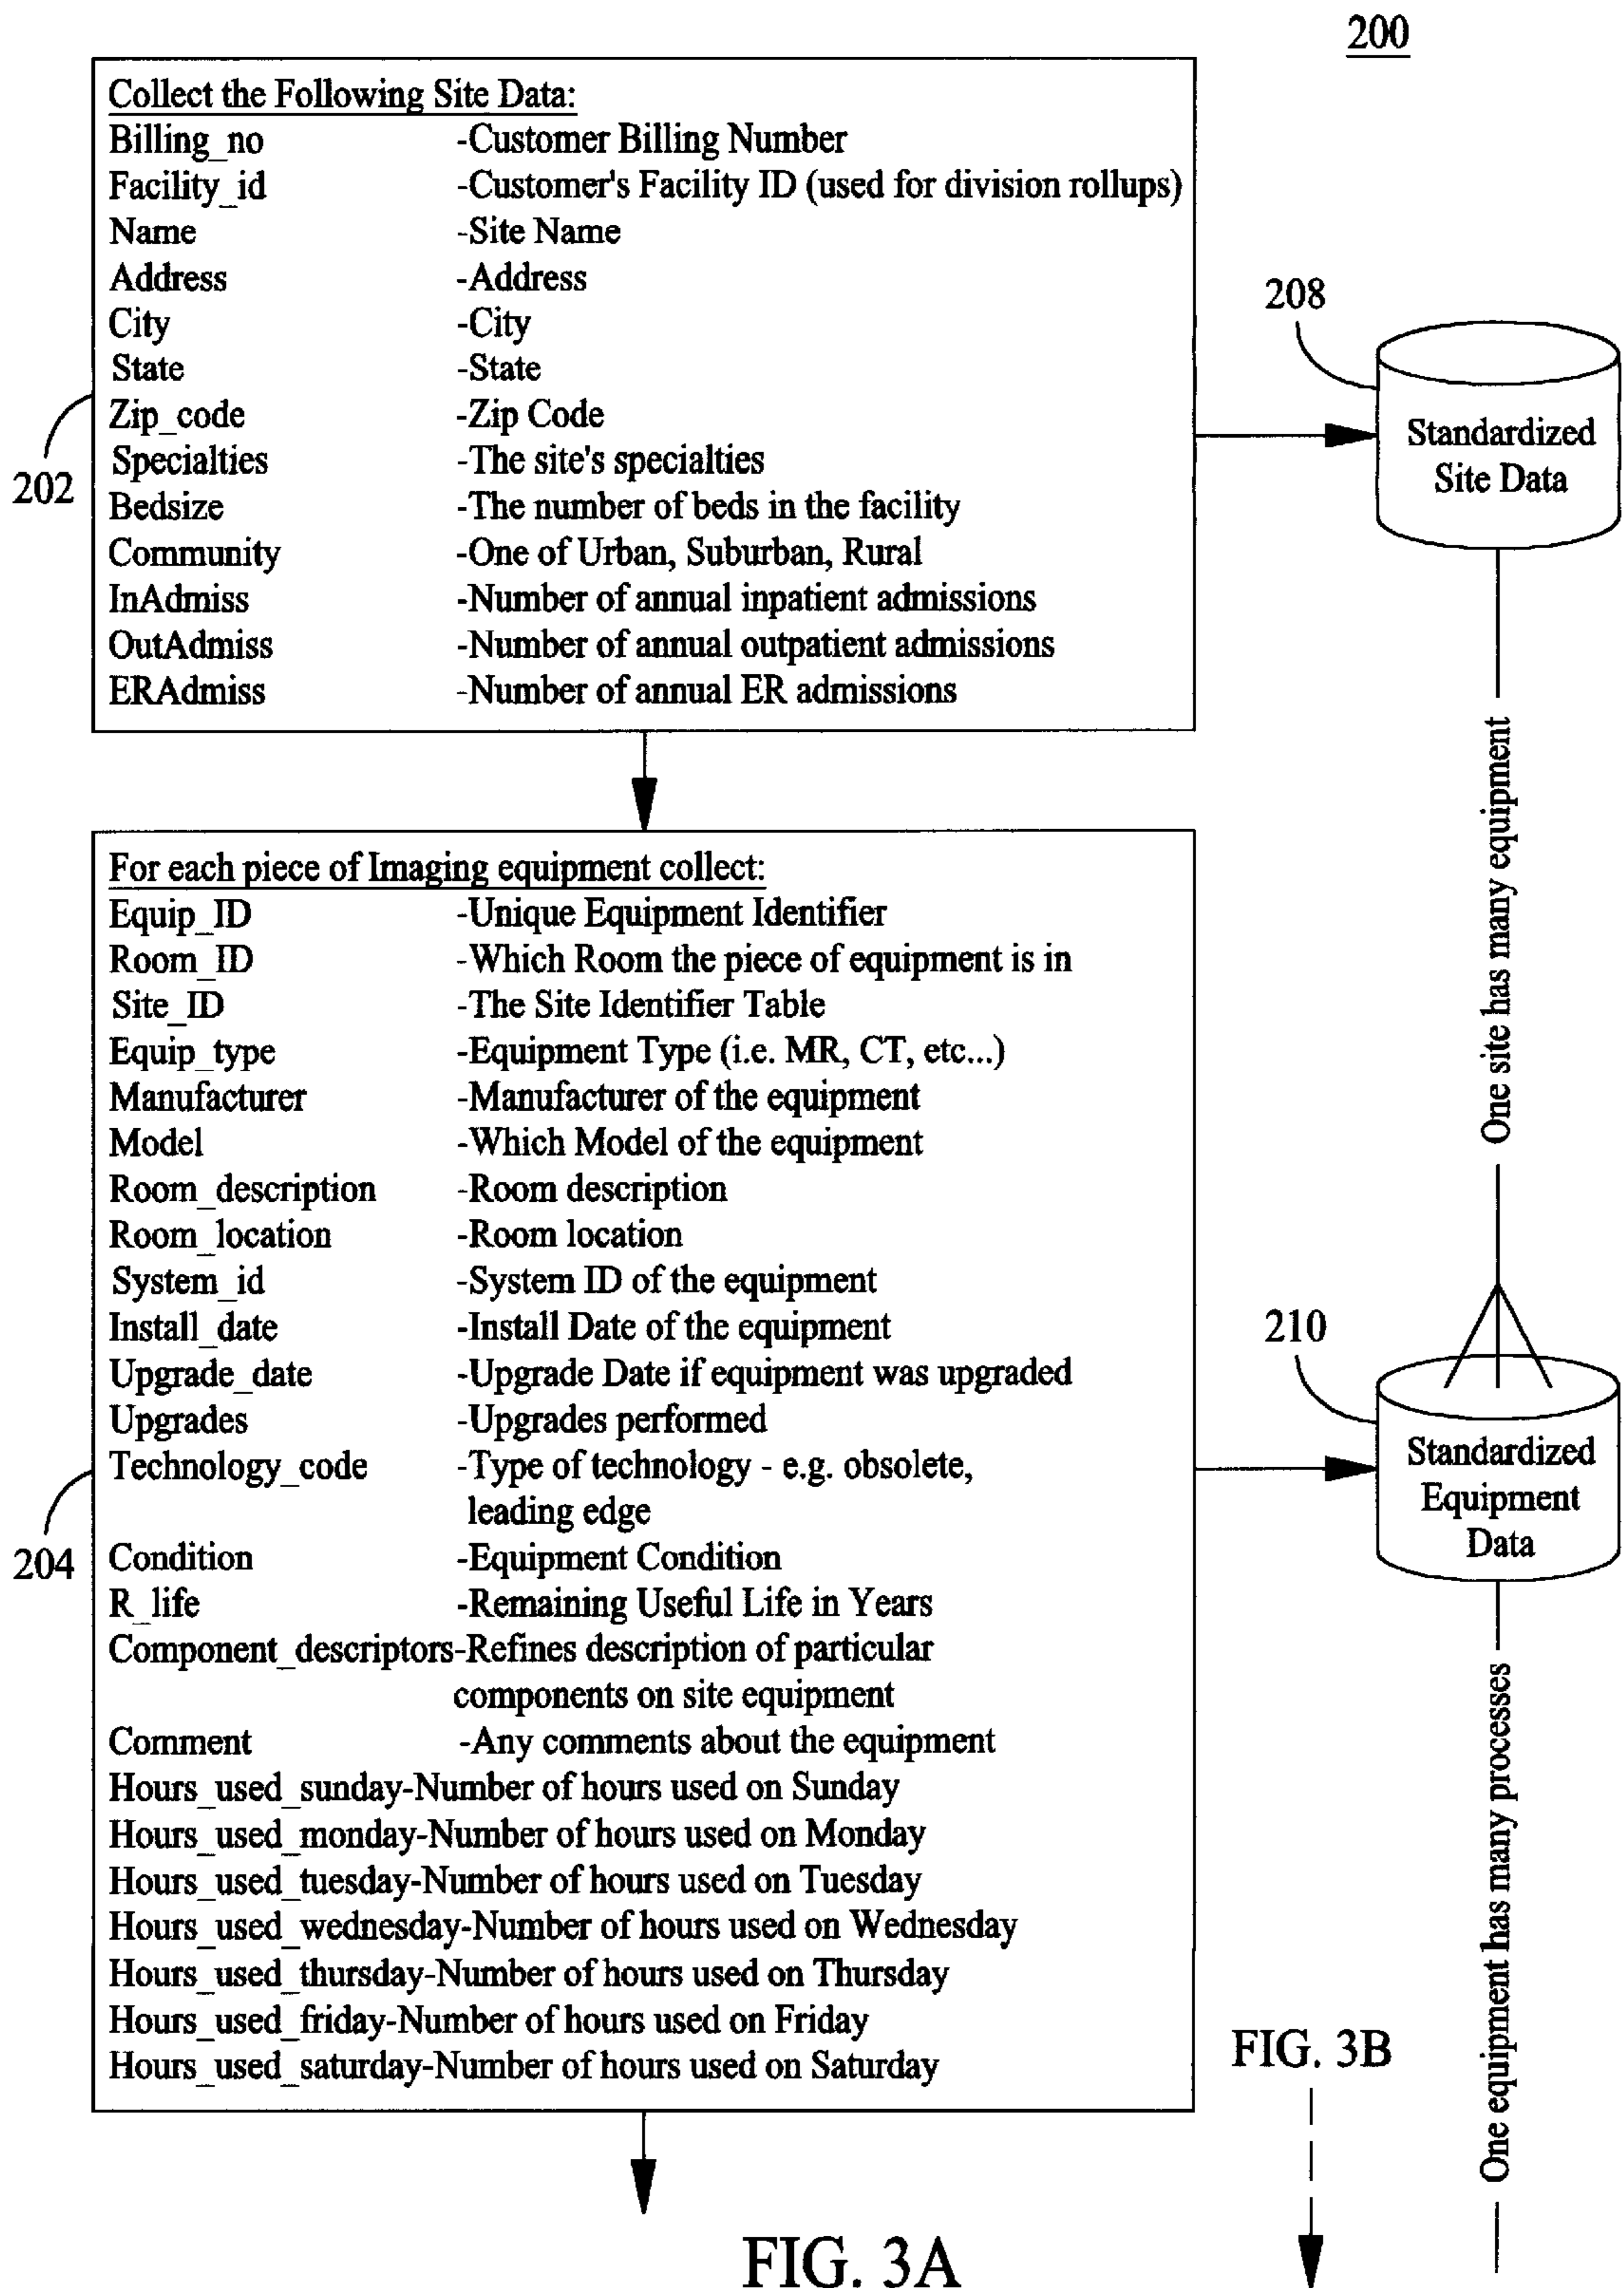 200
Collect the Following Site Data:
Billing_no -Customer Billing Number
Facility_id -Customer's Facility ID (used for division rollups)
Name -Site Name
Address -Address
City -City
State -State
Zip_code -Zip Code
Specialties -The site's specialties
Bedsize -The number of beds in the facility
Community -One of Urban, Suburban, Rural
InAdmiss -Number of annual inpatient admissions
OutAdmiss -Number of annual outpatient admissions
ERAdmiss -Number of annual ER admissions
202
208
Standardized
Site Data
One site has many equipment
For each piece of Imaging equipment collect:
Equip_ID -Unique Equipment Identifier
Room_ID -Which Room the piece of equipment is in
Site_ID -The Site Identifier Table
Equip_type -Equipment Type (i.e. MR, CT, etc...)
Manufacturer -Manufacturer of the equipment
Model -Which Model of the equipment
Room_description -Room description
Room_location -Room location
System_id -System ID of the equipment
Install_date -Install Date of the equipment
Upgrade_date -Upgrade Date if equipment was upgraded
Upgrades -Upgrades performed
Technology_code -Type of technology - e.g. obsolete,
leading edge
Condition -Equipment Condition
R_life -Remaining Useful Life in Years
Component_descriptors-Refines description of particular
components on site equipment
Comment -Any comments about the equipment
Hours_used_sunday-Number of hours used on Sunday
Hours_used_monday-Number of hours used on Monday
Hours_used_tuesday-Number of hours used on Tuesday
Hours_used_wednesday-Number of hours used on Wednesday
Hours_used_thursday-Number of hours used on Thursday
Hours_used_friday-Number of hours used on Friday
Hours_used_saturday-Number of hours used on Saturday
204
210
Standardized
Equipment
Data
One equipment has many processes
FIG. 3B
FIG. 3A